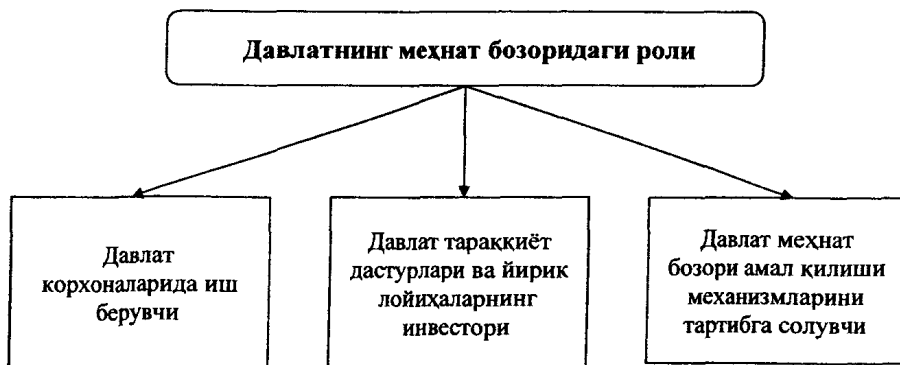 Давлатнинг меҳнат бозоридаги роли
Давлат
корхоналарида иш
берувчи
Давлат тараққиёт
дастурлари ва йирик
лойиҳаларнинг
инвестори
Давлат меҳнат
бозори амал қилиши
механизмларини
тартибга солувчи